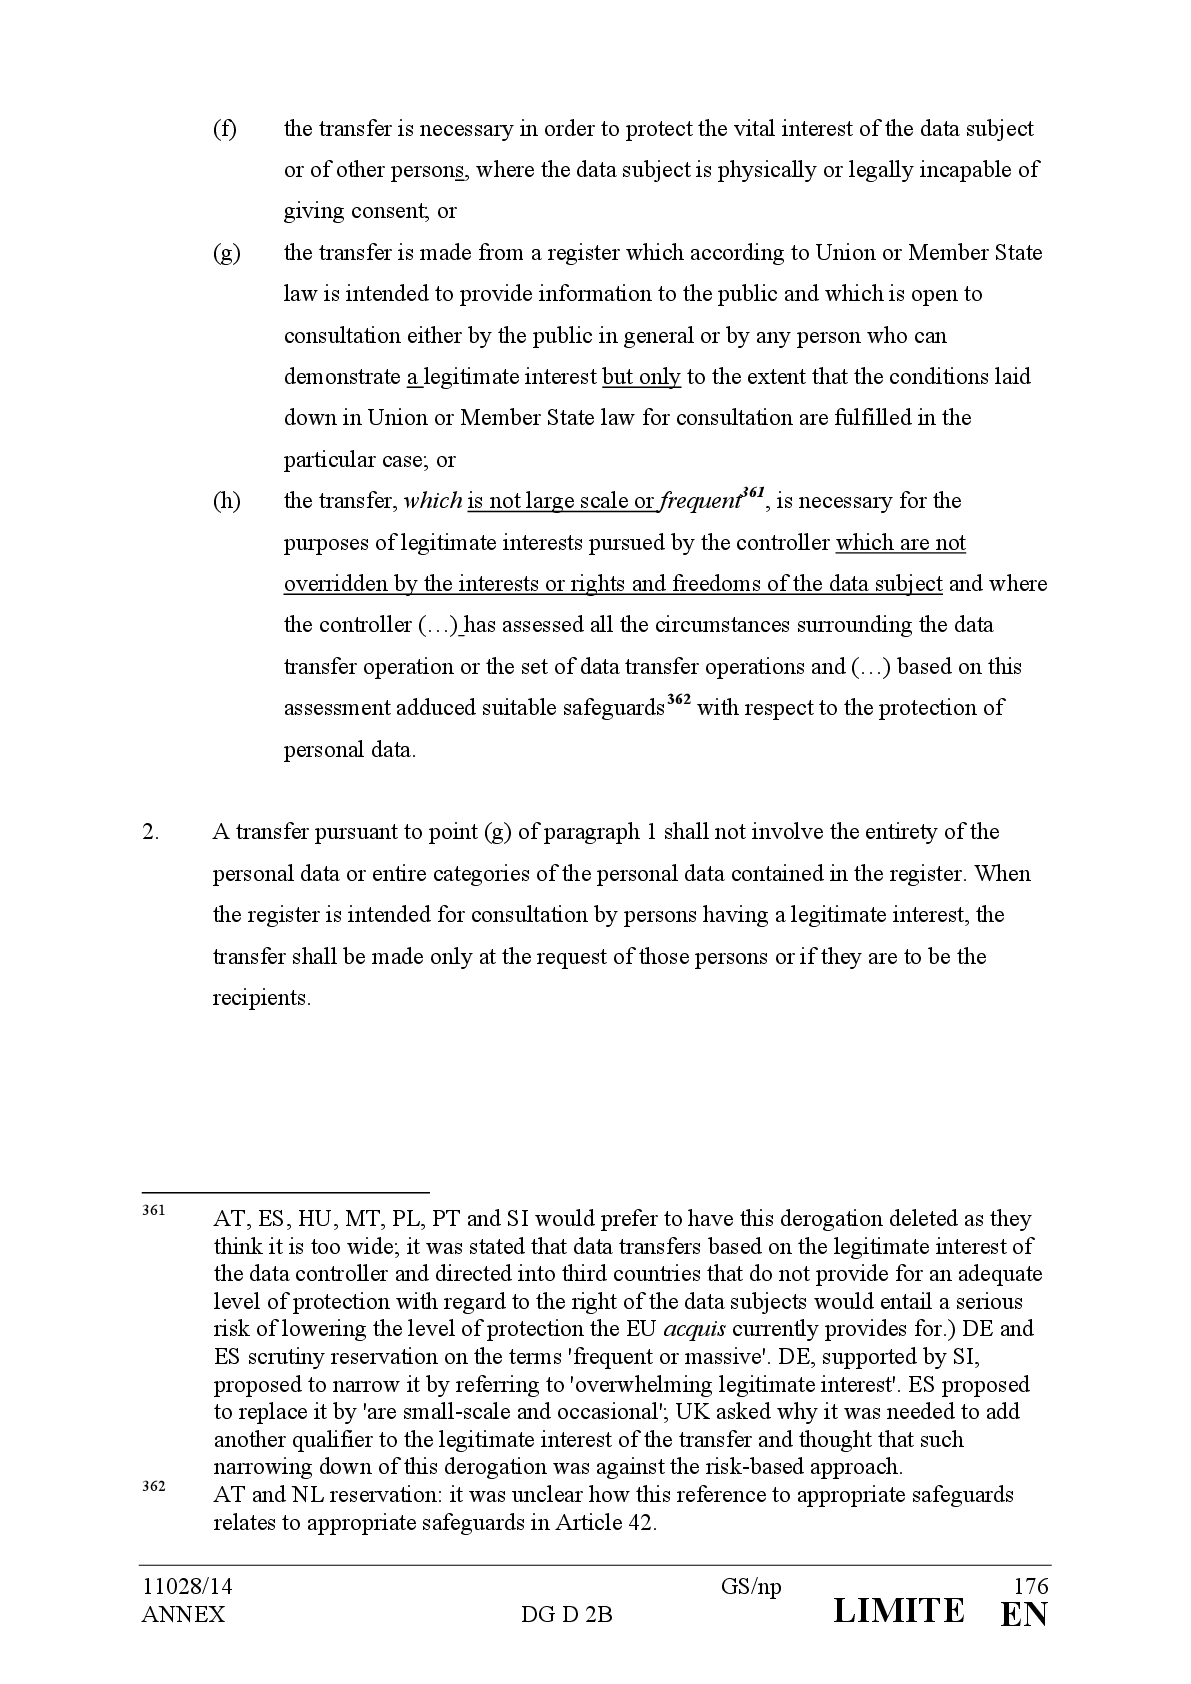 (f) the transfer is necessary in order to protect the vital interest of the data subject
or of other persons, where the data subject is physically or legally incapable of
giving consent; or
(g) the transfer is made from a register which according to Union or Member State
law is intended to provide information to the public and which is open to
consultation either by the public in general or by any person who can
demonstrate a legitimate interest but only to the extent that the conditions laid
down in Union or Member State law for consultation are fulfilled in the
particular case; or
(h) the transfer, which is not large scale or frequent361, is necessary for the
purposes of legitimate interests pursued by the controller which are not
overridden by the interests or rights and freedoms of the data subject and where
the controller (…) has assessed all the circumstances surrounding the data
transfer operation or the set of data transfer operations and (…) based on this
assessment adduced suitable safeguards362 with respect to the protection of
personal data.
2. A transfer pursuant to point (g) of paragraph 1 shall not involve the entirety of the
personal data or entire categories of the personal data contained in the register. When
the register is intended for consultation by persons having a legitimate interest, the
transfer shall be made only at the request of those persons or if they are to be the
recipients.
361 AT, ES, HU, MT, PL, PT and SI would prefer to have this derogation deleted as they
think it is too wide; it was stated that data transfers based on the legitimate interest of
the data controller and directed into third countries that do not provide for an adequate
level of protection with regard to the right of the data subjects would entail a serious
risk of lowering the level of protection the EU acquis currently provides for.) DE and
ES scrutiny reservation on the terms 'frequent or massive'. DE, supported by SI,
proposed to narrow it by referring to 'overwhelming legitimate interest'. ES proposed
to replace it by 'are small-scale and occasional'; UK asked why it was needed to add
another qualifier to the legitimate interest of the transfer and thought that such
narrowing down of this derogation was against the risk-based approach.
362 AT and NL reservation: it was unclear how this reference to appropriate safeguards
relates to appropriate safeguards in Article 42.
11028/14 GS/np 176
ANNEX DG D 2B LIMITE EN